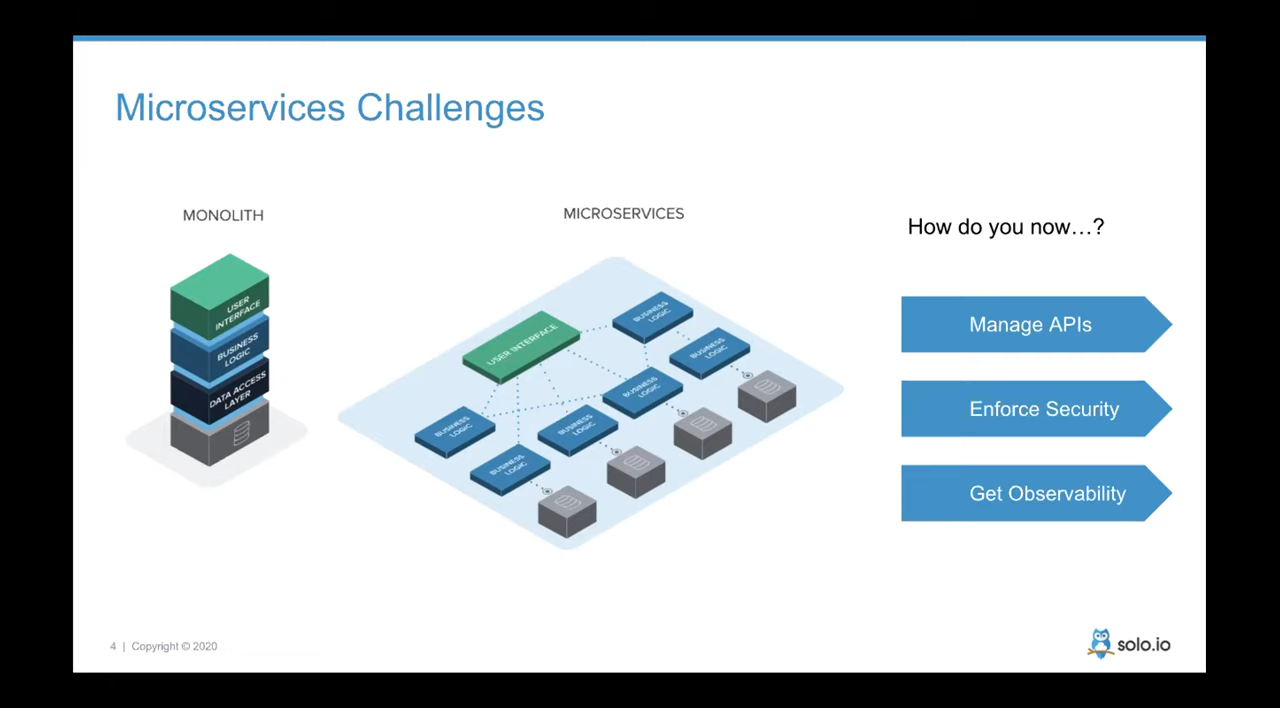 Microservices Challenges
MONOLITH
USER
INTERFACE
BUSINESS
LOGIC
DATA ACCESS
LAYER
MICROSERVICES
BUSINESS
LOGIC
USER INTERFACE
BUSINESS
LOGIC
BUSINESS
LOGIC
BUSINESS
LOGIC
BUSINESS
LOGIC
BUSINESS
LOGIC
How do you now…?
Manage APIs
Enforce Security
Get Observability
4 | Copyright © 2020
solo.io